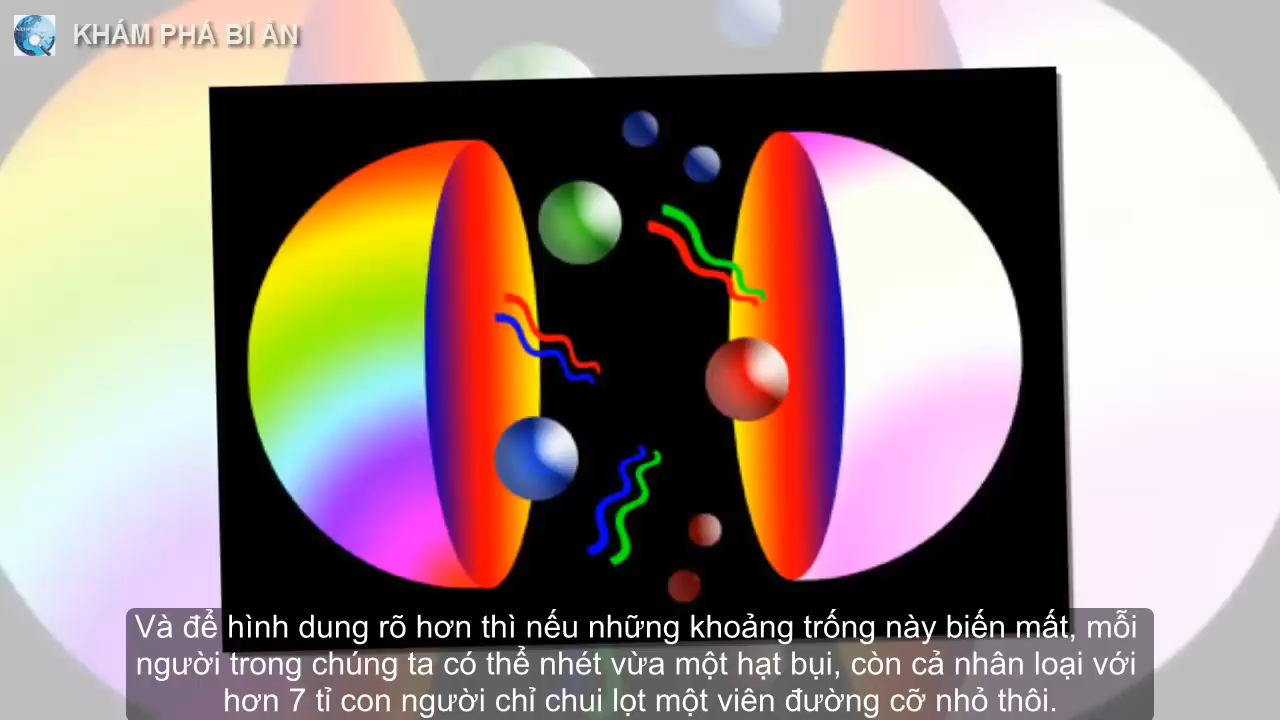 KHÁM PHÁ BÍ ẨN
Và để hình dung rõ hơn thì nếu những khoảng trống này biến mất, mỗi
người trong chúng ta có thể nhét vừa một hạt bụi, còn cả nhân loại với
hơn 7 tỉ con người chỉ chui lọt một viên đường cỡ nhỏ thôi.